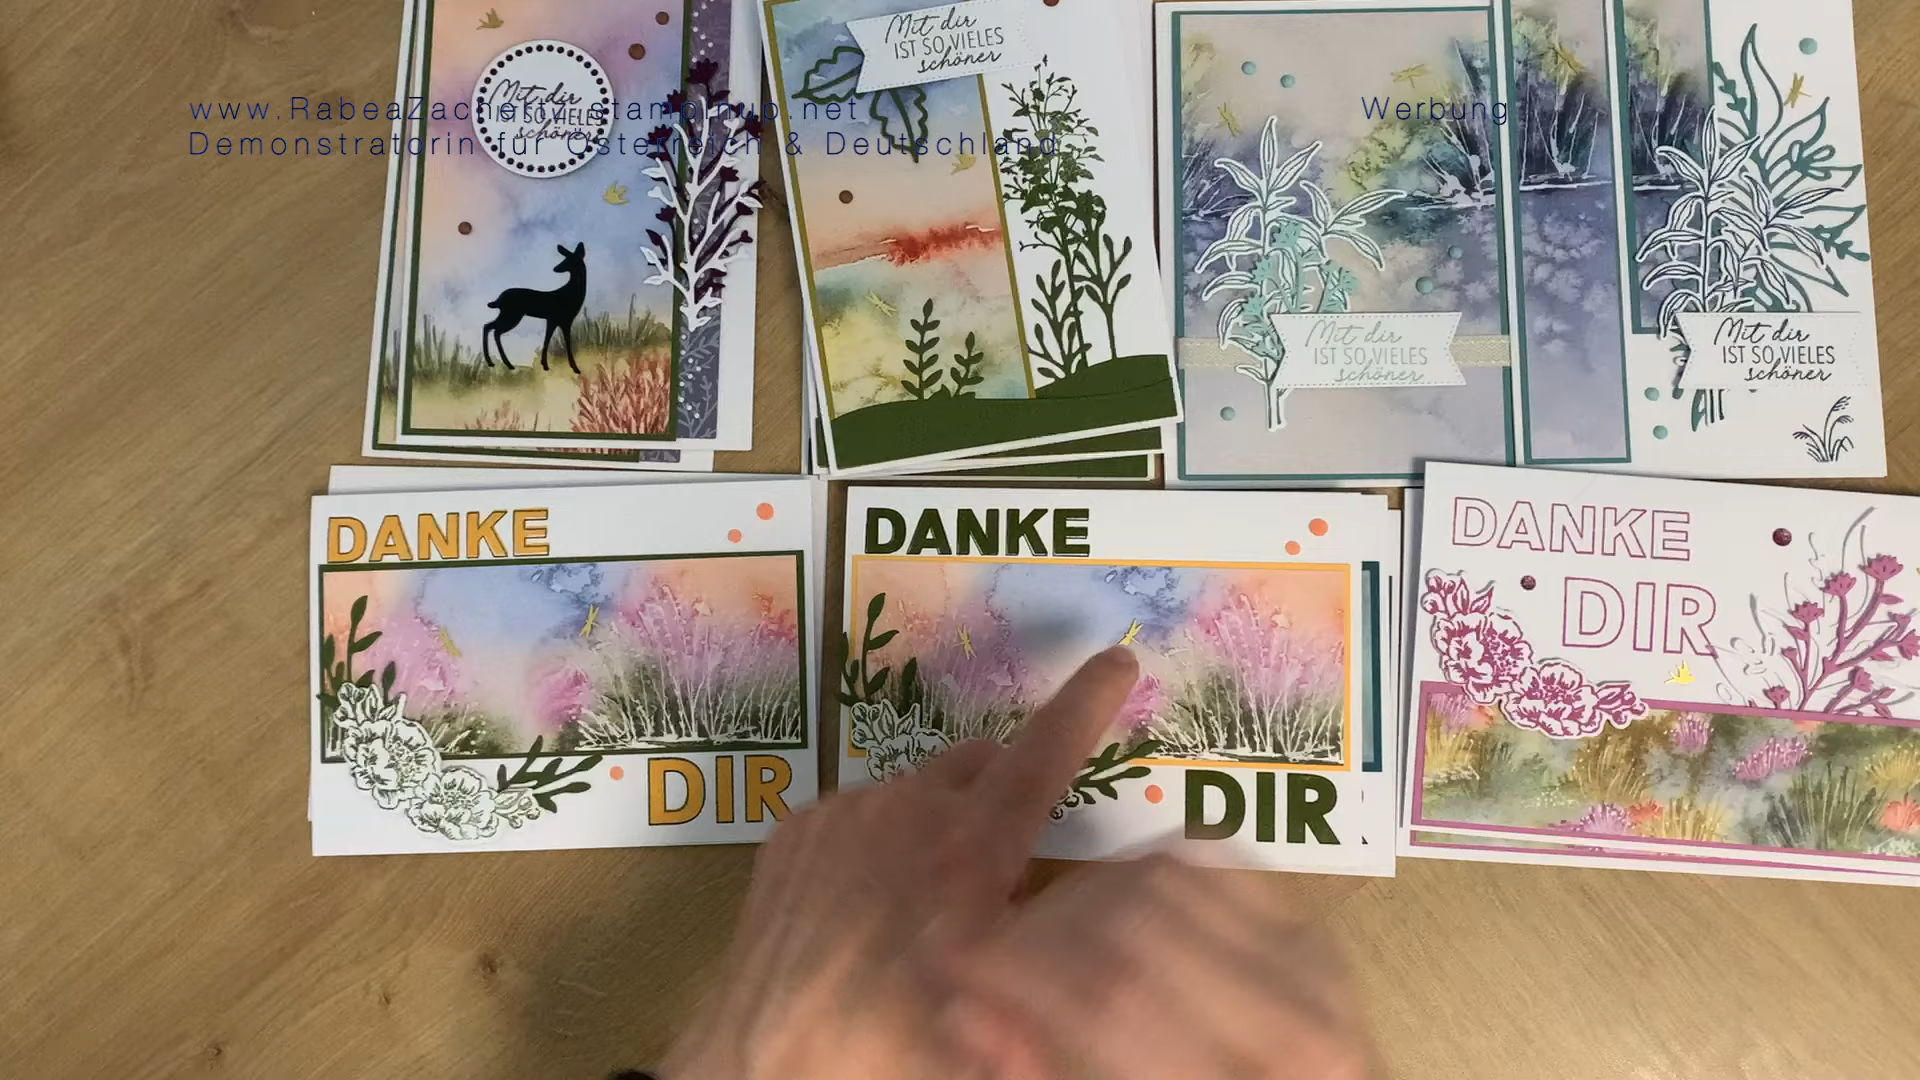 www.RabeaZachertz.stampinup.net
Werbung
Demonstratorin für Österreich & Deutschland
Mit dir
IST SO VIELES
schöner
Mit dir
IST SO VIELES
schöner
Mit dir
IST SO VIELES
schöner
Mit dir
IST SO VIELES
schöner
DANKE
DIR
DANKE
DIR
DANKE
DIR